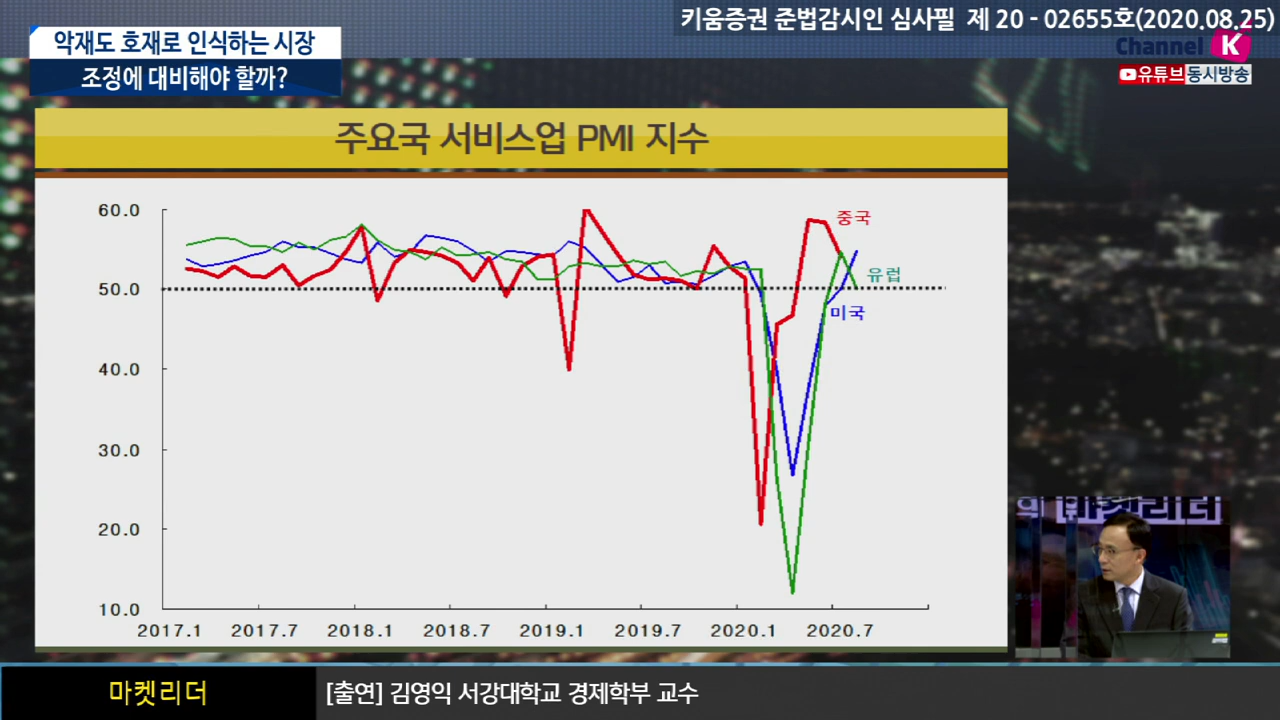 키움증권 준법감시인 심사필 제 20 - 02655호(2020.08.25)
악재도 호재로 인식하는 시장
조정에 대비해야 할까?
Channel K
유튜브 동시방송
주요국 서비스업 PMI 지수
60.0
50.0
40.0
30.0
20.0
10.0
중국
유럽
미국
2017.1 2017.7 2018.1 2018.7 2019.1 2019.7 2020.1 2020.7
마켓리더
마켓리더
[출연] 김영익 서강대학교 경제학부 교수